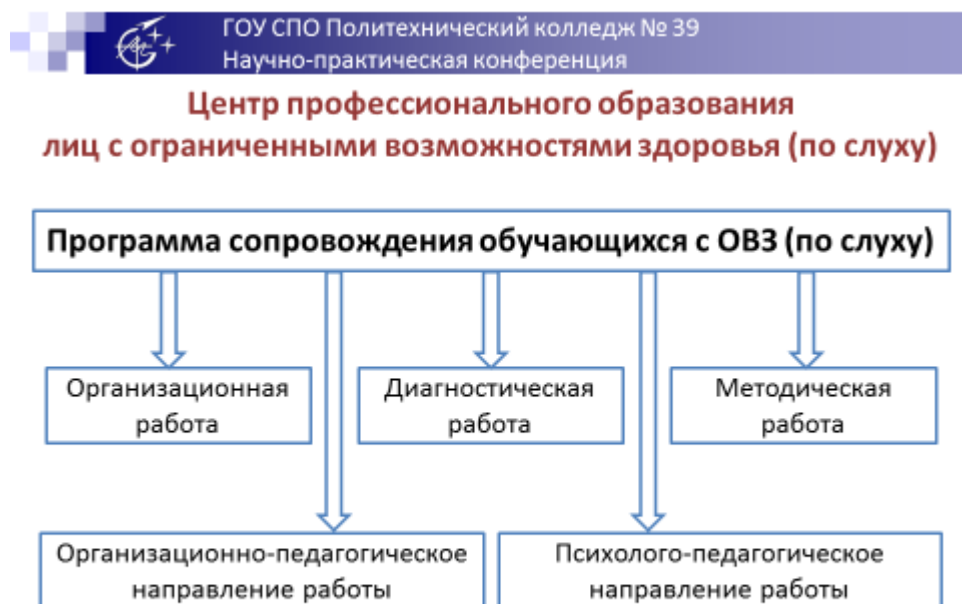 ГОУ СПО Политехнический колледж № 39
Научно-практическая конференция
Центр профессионального образования
лиц с ограниченными возможностями здоровья (по слуху)
Программа сопровождения обучающихся с ОВЗ (по слуху)
Организационная
работа
Диагностическая
работа
Методическая
работа
Организационно-педагогическое
направление работы
Психолого-педагогическое
направление работы